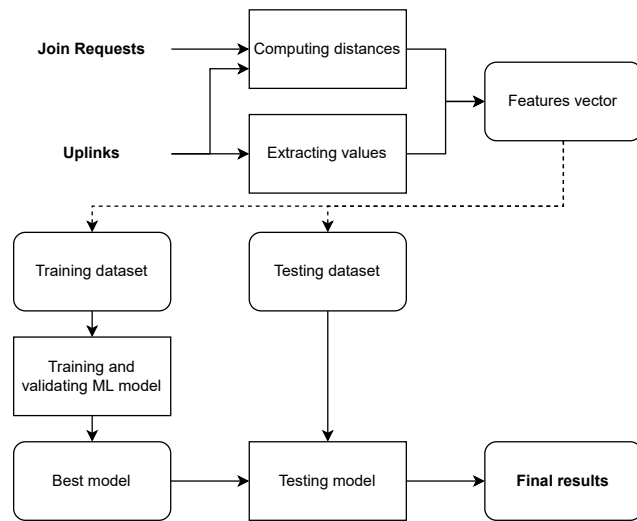 Join Requests
Computing distances
Features vector
Uplinks
Extracting values
Training dataset
Testing dataset
Training and
validating ML model
Best model
Testing model
Final results